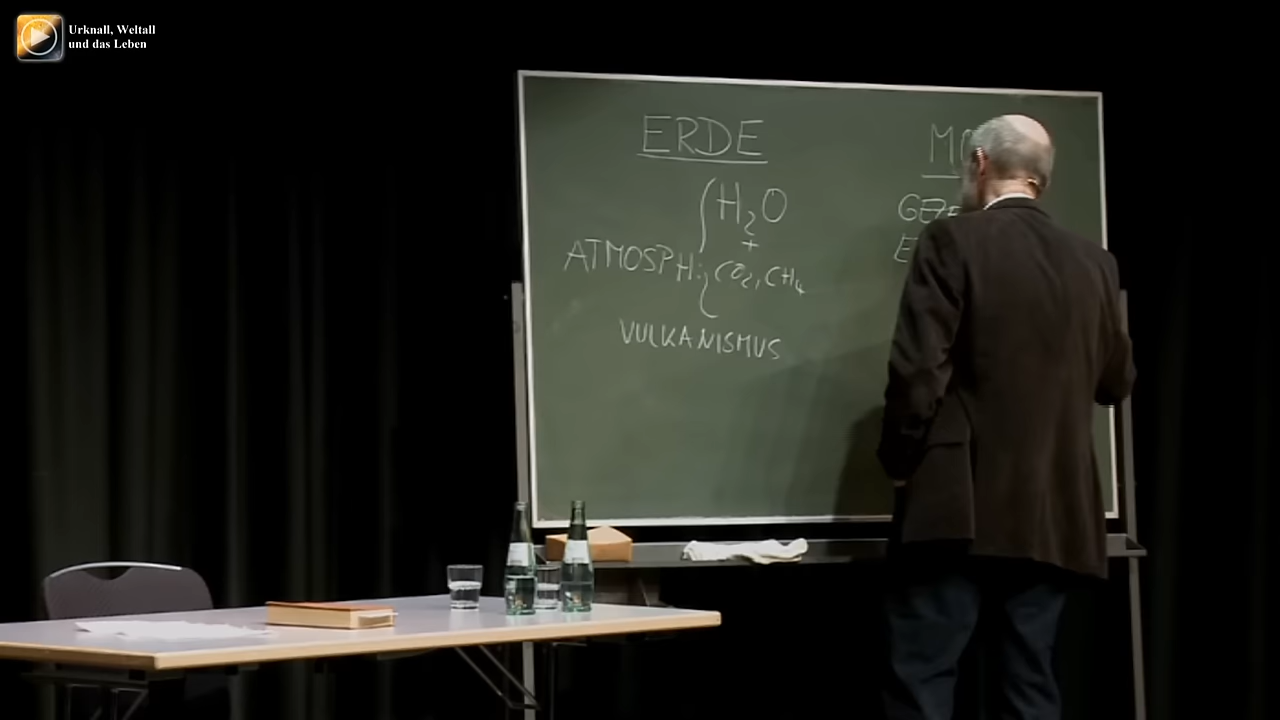 Urknall, Weltall
und das Leben
ERDE
H₂O
+
ATMOSPH: CO₂, CH₄
VULKANISMUS